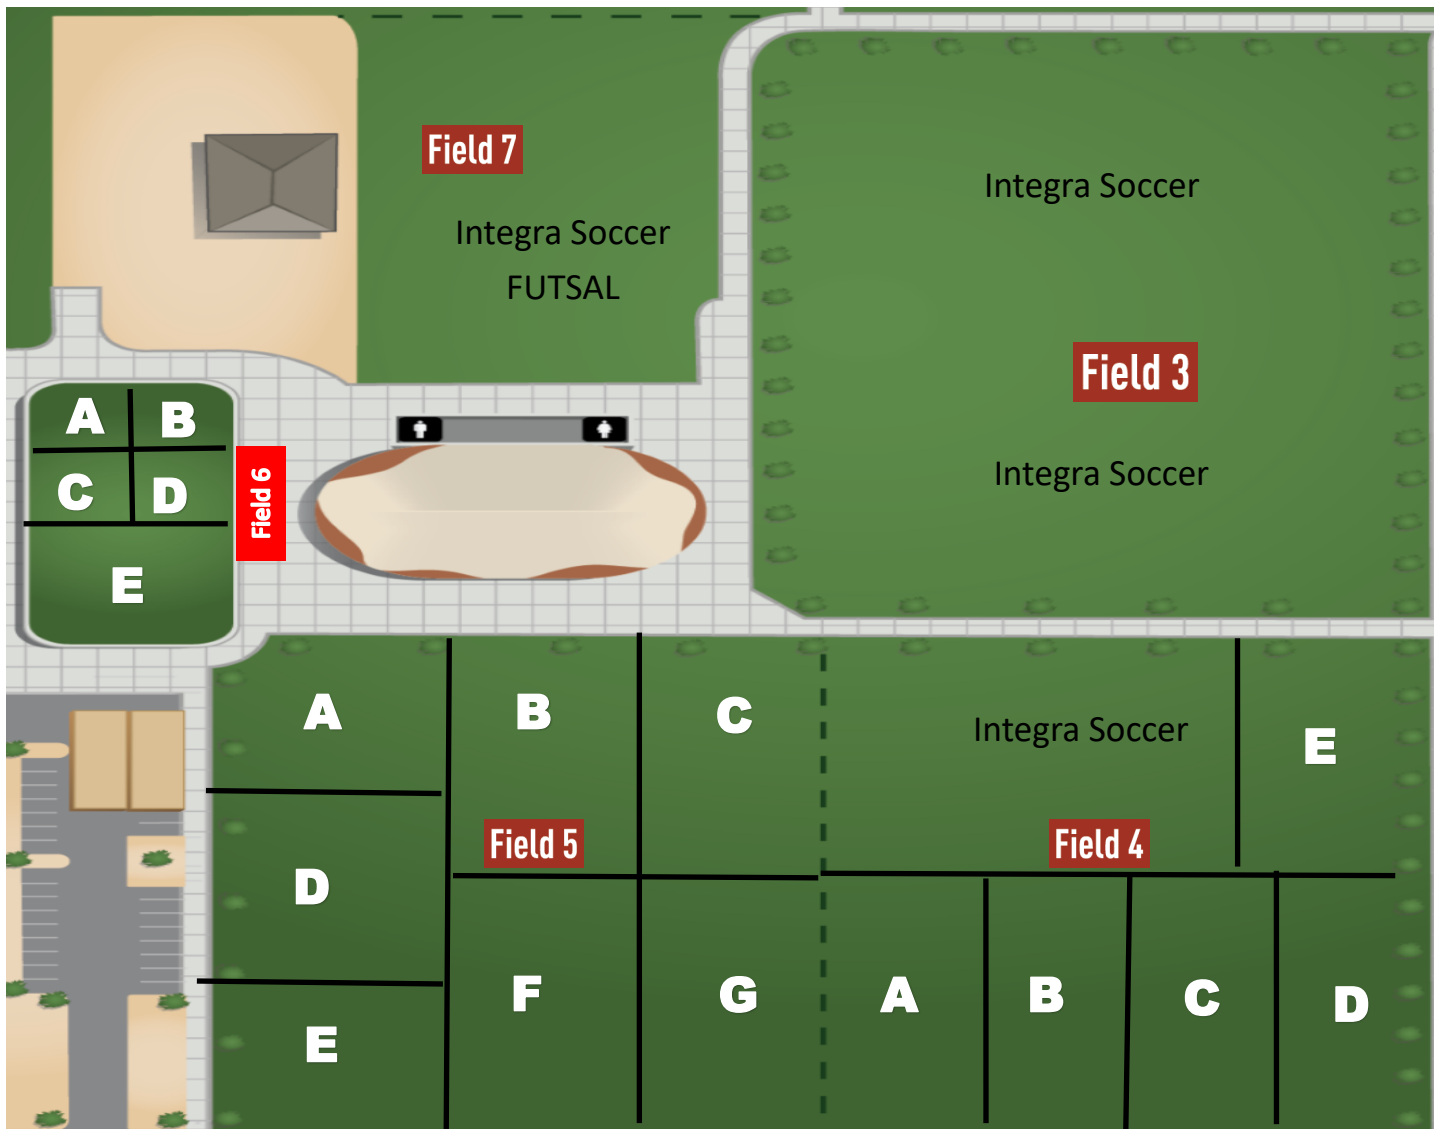 Field 7
Integra Soccer
FUTSAL
Integra Soccer
Field 3
Integra Soccer
A B
C D
E
Field 6
A B C
D
E
Field 5
F G
Integra Soccer
E
Field 4
A B C D